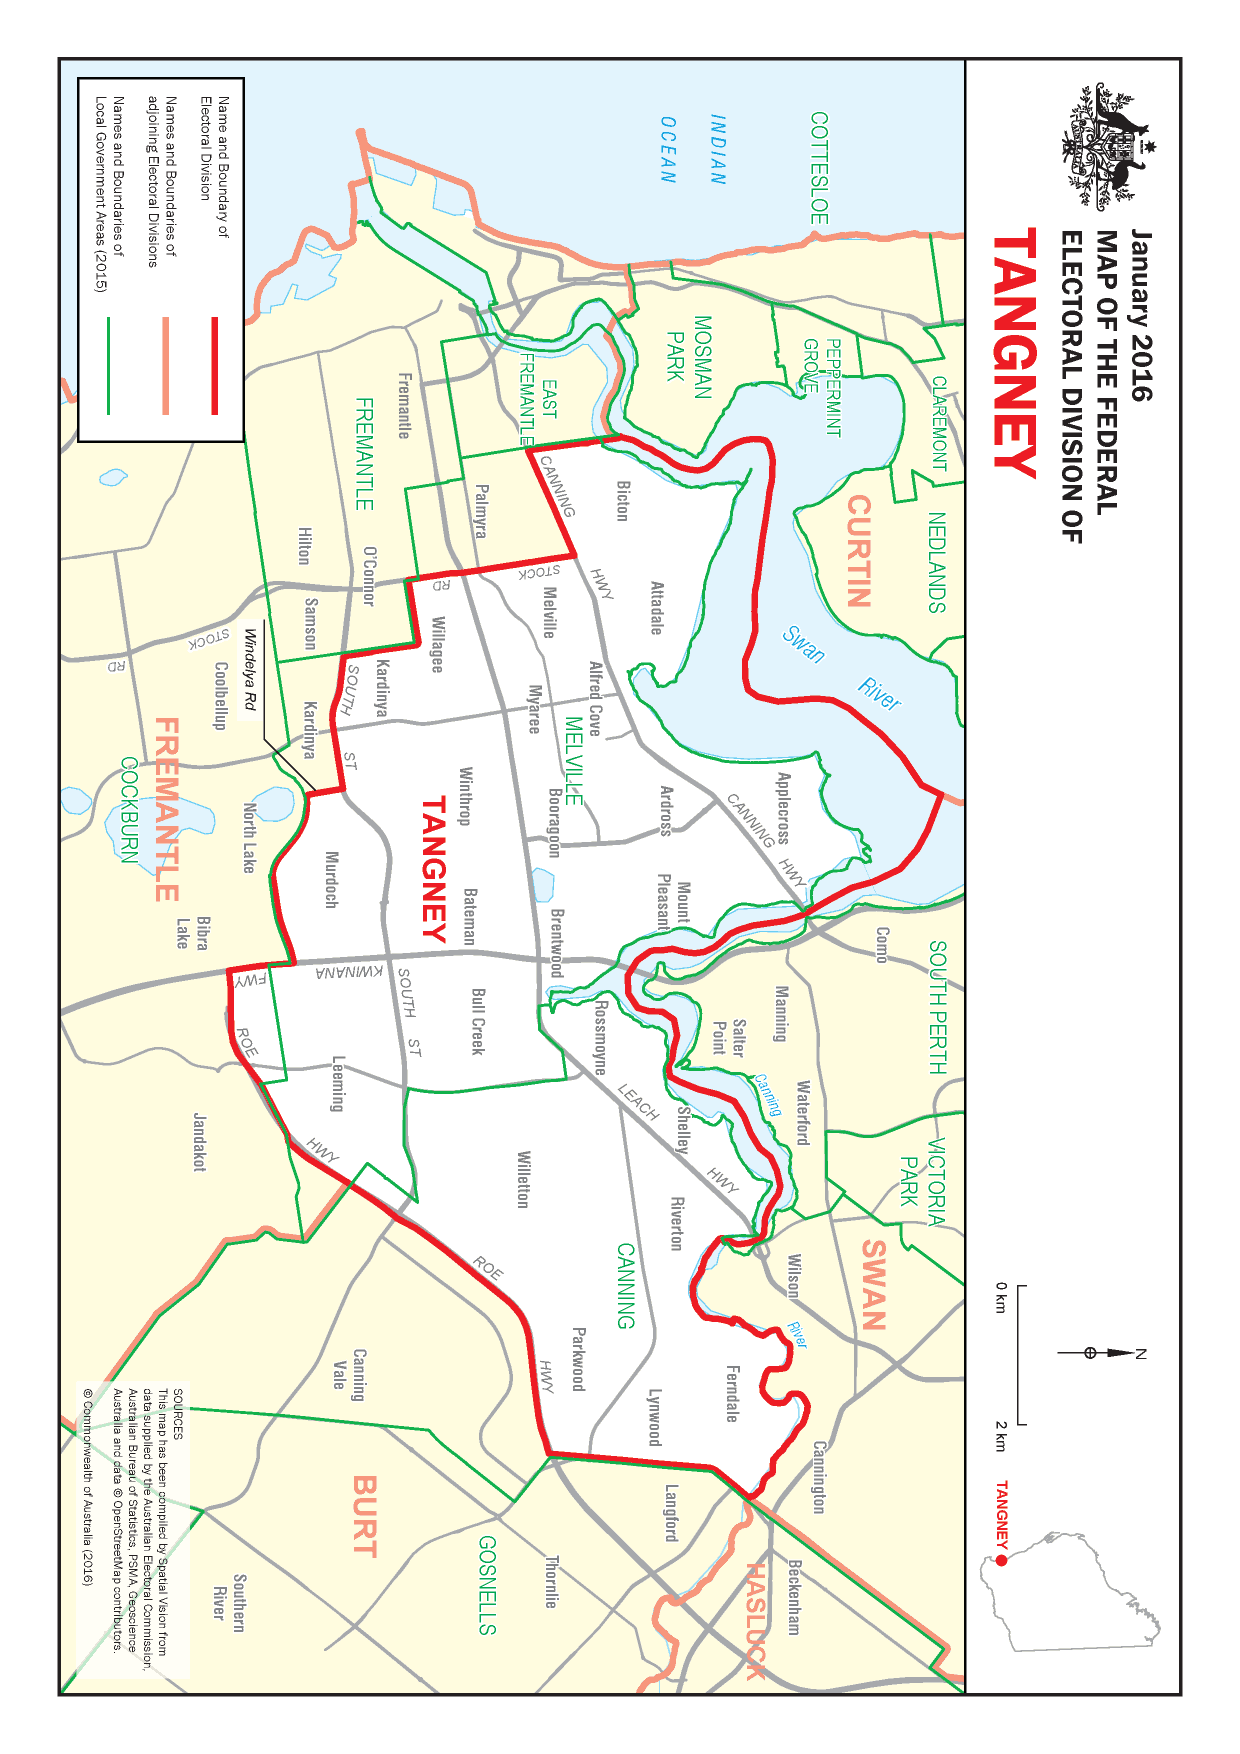 January 2016
MAP OF THE FEDERAL
ELECTORAL DIVISION OF
TANGNEY
0 km
2 km
N
TANGNEY
COTTESLOE
CLAREMONT
NEDLANDS
SOUTH PERTH
VICTORIA
PARK
PEPPERMINT
GROVE
CURTIN
SWAN
INDIAN
OCEAN
MOSMAN
PARK
Swan
River
Como
Manning
Salter
Point
Waterford
Canning
Wilson
River
Cannington
Beckenham
HASLUCK
EAST
FREMANTLE
Bicton
Attadale
Applecross
CANNING
HWY
Alfred Cove
Ardross
Mount
Pleasant
Shelley
Riverton
Ferndale
Lynwood
Langford
CANNING
HWY
STOCK
RD
Melville
Myaree
MELVILLE
Booragoon
Brentwood
Rossmoyne
LEACH
HWY
CANNING
Parkwood
Thornlie
Palmyra
Fremantle
FREMANTLE
O'Connor
Willagee
Kardinya
Winthrop
TANGNEY
Bateman
Bull Creek
Willetton
ROE
HWY
GOSNELLS
Hilton
Samson
SOUTH
ST
Kardinya
Murdoch
KWINANA
FWY
SOUTH
ST
Leeming
ROE
HWY
Canning
Vale
BURT
STOCK
RD
Windelya Rd
Coolbellup
North Lake
FREMANTLE
COCKBURN
Bibra
Lake
Jandakot
Southern
River
Name and Boundary of
Electoral Division
Names and Boundaries of
adjoining Electoral Divisions
Names and Boundaries of
Local Government Areas (2015)
SOURCES
This map has been compiled by Spatial Vision from
data supplied by the Australian Electoral Commission,
Australian Bureau of Statistics, PSMA, Geoscience
Australia and data © OpenStreetMap contributors.
© Commonwealth of Australia (2016)